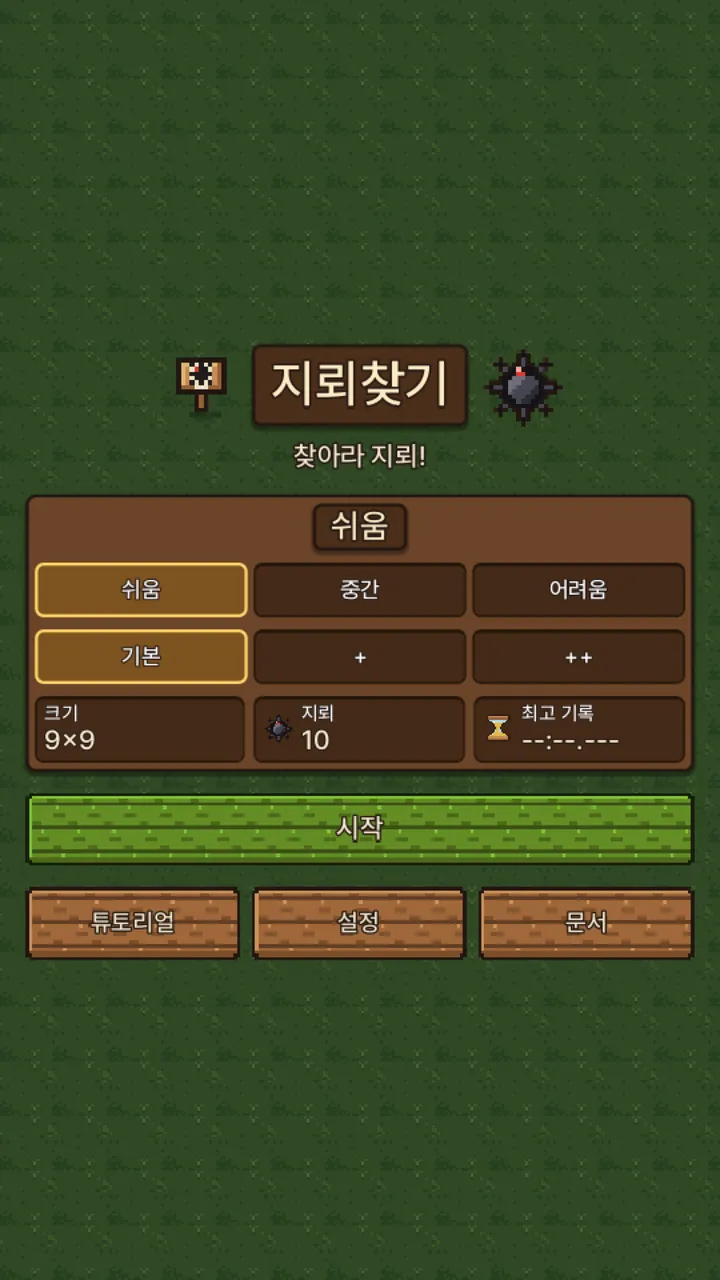 지뢰찾기
찾아라 지뢰!
쉬움
쉬움 중간 어려움
기본 + ++
크기 지뢰 최고 기록
9×9 10 --:--.---
시작
튜토리얼 설정 문서